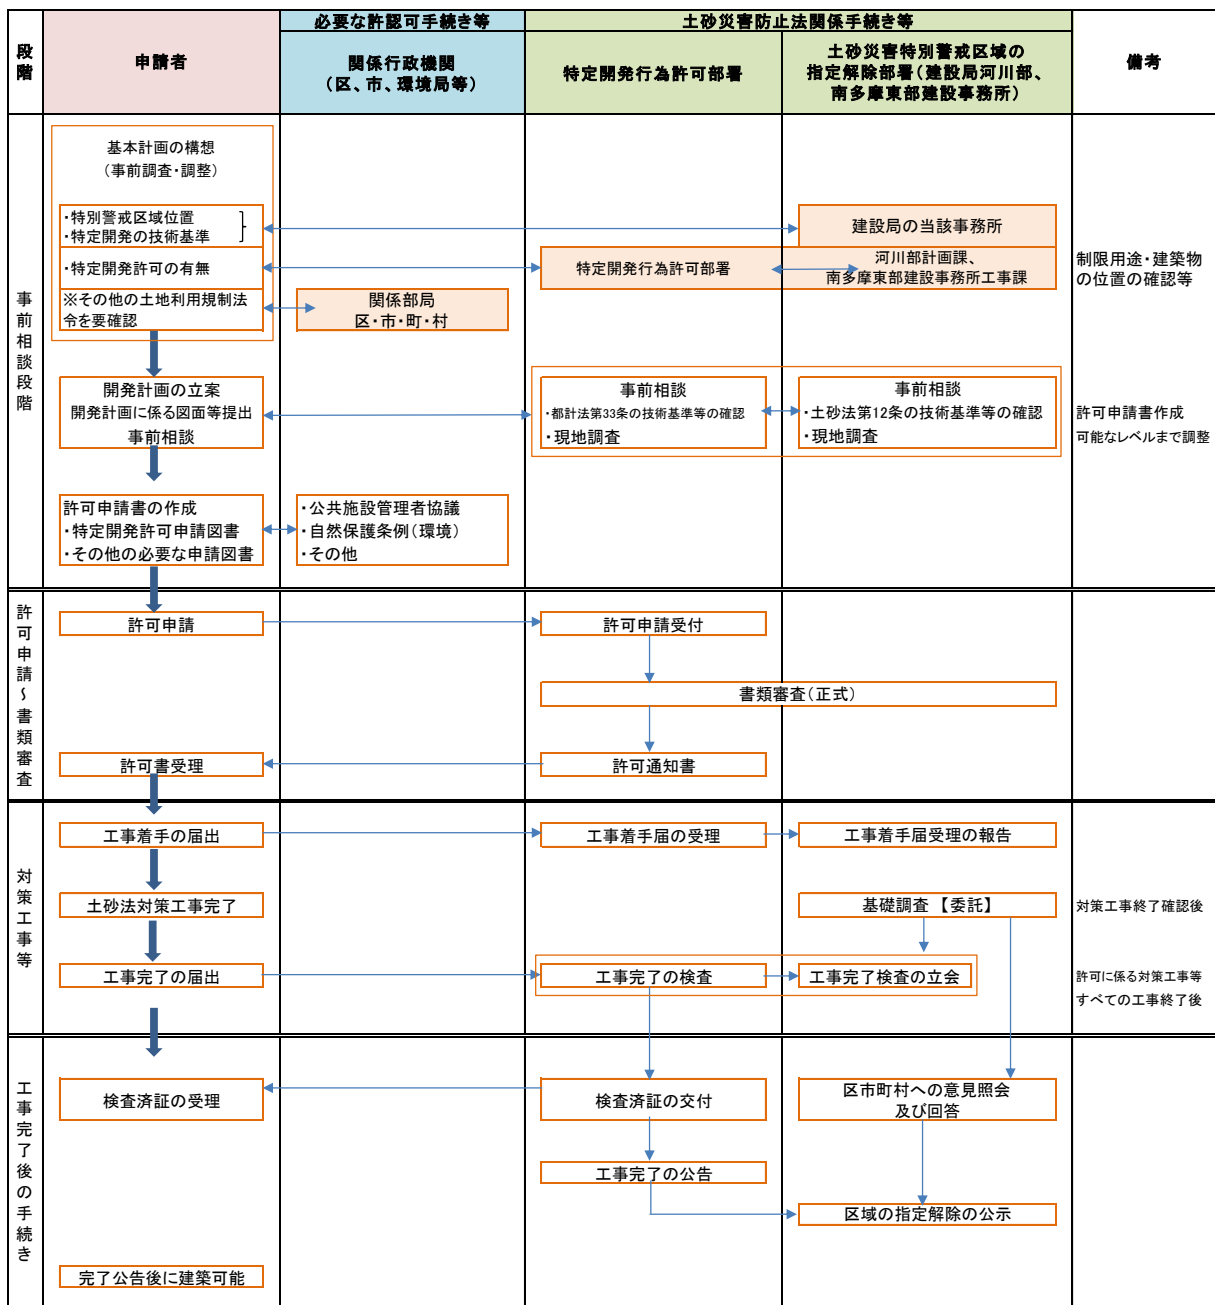 必要な許認可手続き等
土砂災害防止法関係手続き等
段階
申請者
関係行政機関
(区、市、環境局等)
特定開発行為許可部署
土砂災害特別警戒区域の
指定解除部署(建設局河川部、
南多摩東部建設事務所)
備考
事前相談段階
基本計画の構想
(事前調査・調整)
・特別警戒区域位置
・特定開発の技術基準
建設局の当該事務所
・特定開発許可の有無
特定開発行為許可部署
河川部計画課、
南多摩東部建設事務所工事課
制限用途・建築物
の位置の確認等
※その他の土地利用規制法
令を要確認
関係部局
区・市・町・村
開発計画の立案
開発計画に係る図面等提出
事前相談
事前相談
・都計法第33条の技術基準等の確認
・現地調査
事前相談
・土砂法第12条の技術基準等の確認
・現地調査
許可申請書作成
可能なレベルまで調整
許可申請書の作成
・特定開発許可申請図書
・その他の必要な申請図書
・公共施設管理者協議
・自然保護条例(環境)
・その他
許可申請~書類審査
許可申請
許可申請受付
書類審査(正式)
許可書受理
許可通知書
対策工事等
工事着手の届出
工事着手届の受理
工事着手届受理の報告
土砂法対策工事完了
基礎調査 【委託】
対策工事終了確認後
工事完了の届出
工事完了の検査
工事完了検査の立会
許可に係る対策工事等
すべての工事終了後
工事完了後の手続き
検査済証の受理
検査済証の交付
区市町村への意見照会
及び回答
工事完了の公告
区域の指定解除の公示
完了公告後に建築可能